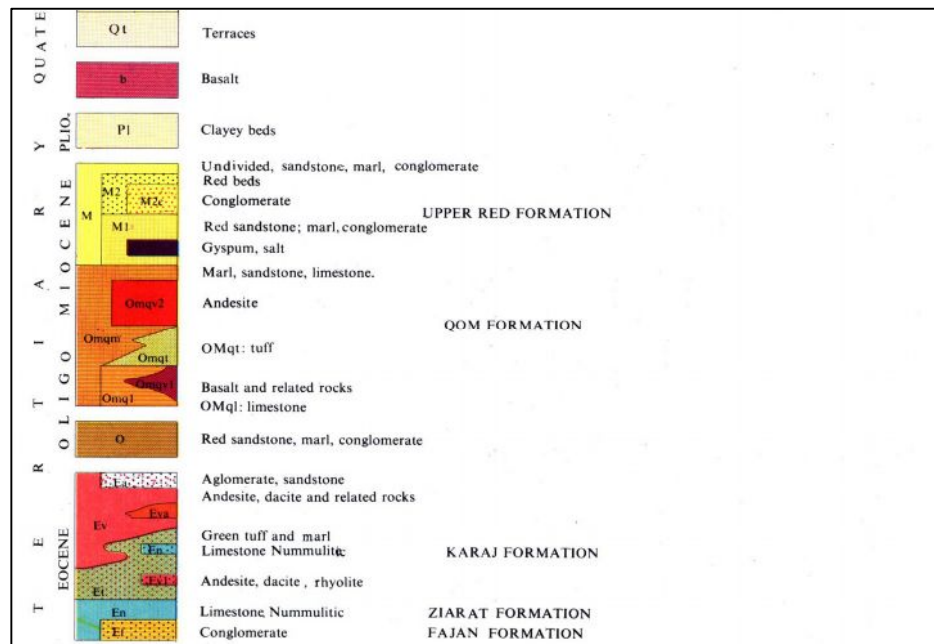 QUATE
Qt Terraces
b Basalt
TERTIARY
PLIO.
Pl Clayey beds
OLIGO MIOCENE
Undivided, sandstone, marl, conglomerate
M2 Red beds
M2c Conglomerate
UPPER RED FORMATION
M
M1 Red sandstone; marl, conglomerate
Gyspum, salt
Marl, sandstone, limestone.
Omqv2 Andesite
QOM FORMATION
Omqm
Omqt OMqt: tuff
Omqv1 Basalt and related rocks
Omql OMql: limestone
O Red sandstone, marl, conglomerate
EOCENE
Aglomerate, sandstone
Andesite, dacite and related rocks
Eva
Ev
Green tuff and marl
En Limestone Nummulitic
KARAJ FORMATION
Ev1 Andesite, dacite, rhyolite
Et
En Limestone Nummulitic ZIARAT FORMATION
Ef Conglomerate FAJAN FORMATION